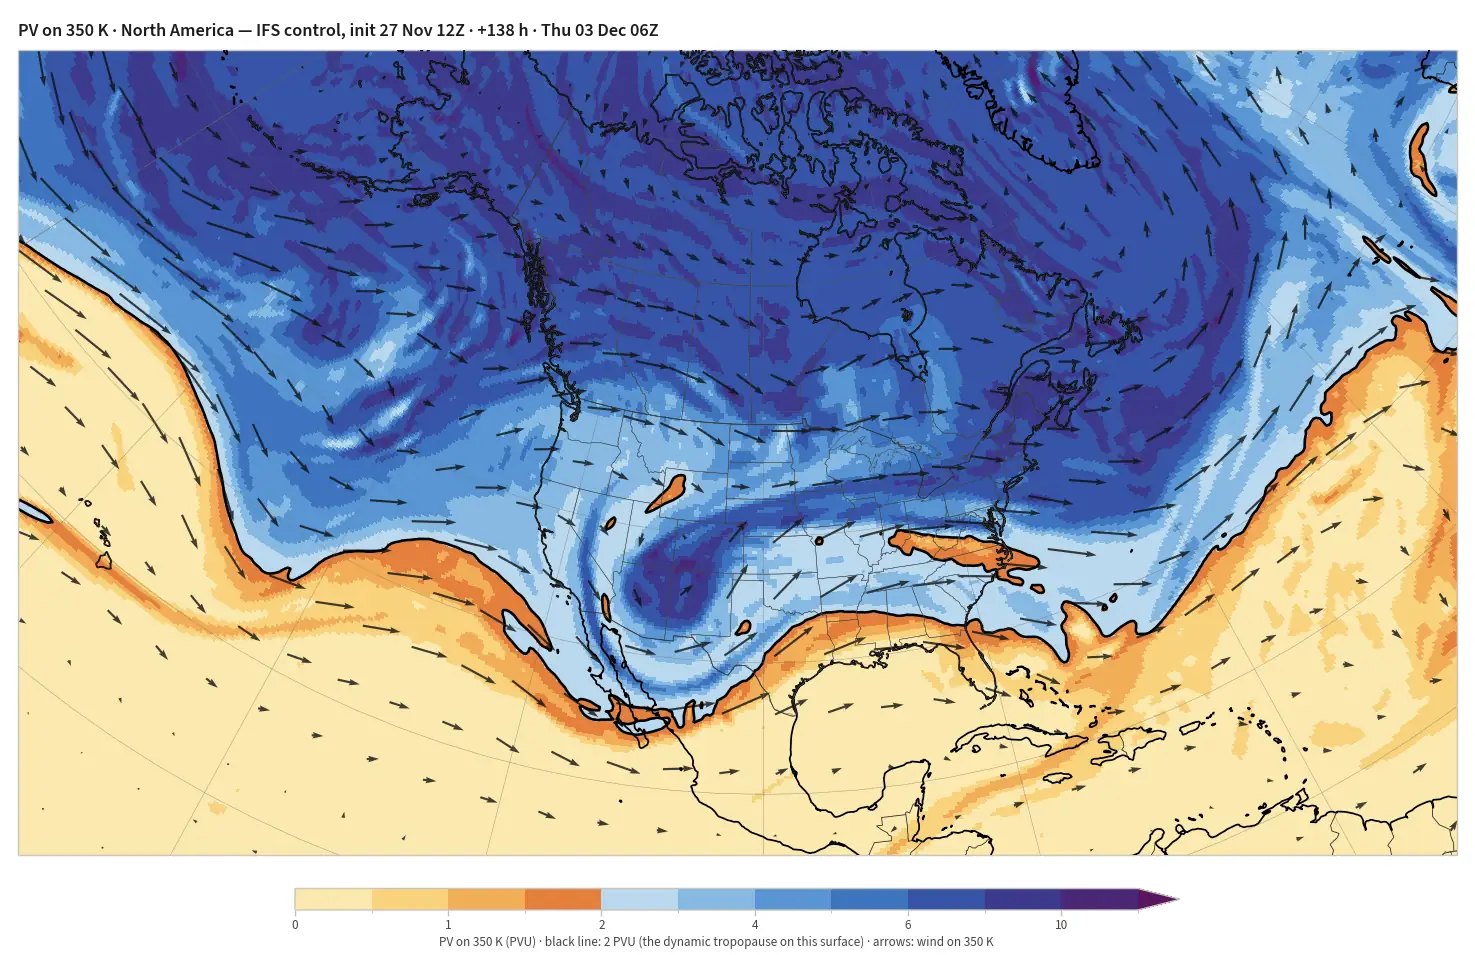 PV on 350 K · North America — IFS control, init 27 Nov 12Z · +138 h · Thu 03 Dec 06Z
0 1 2 4 6 10
PV on 350 K (PVU) · black line: 2 PVU (the dynamic tropopause on this surface) · arrows: wind on 350 K